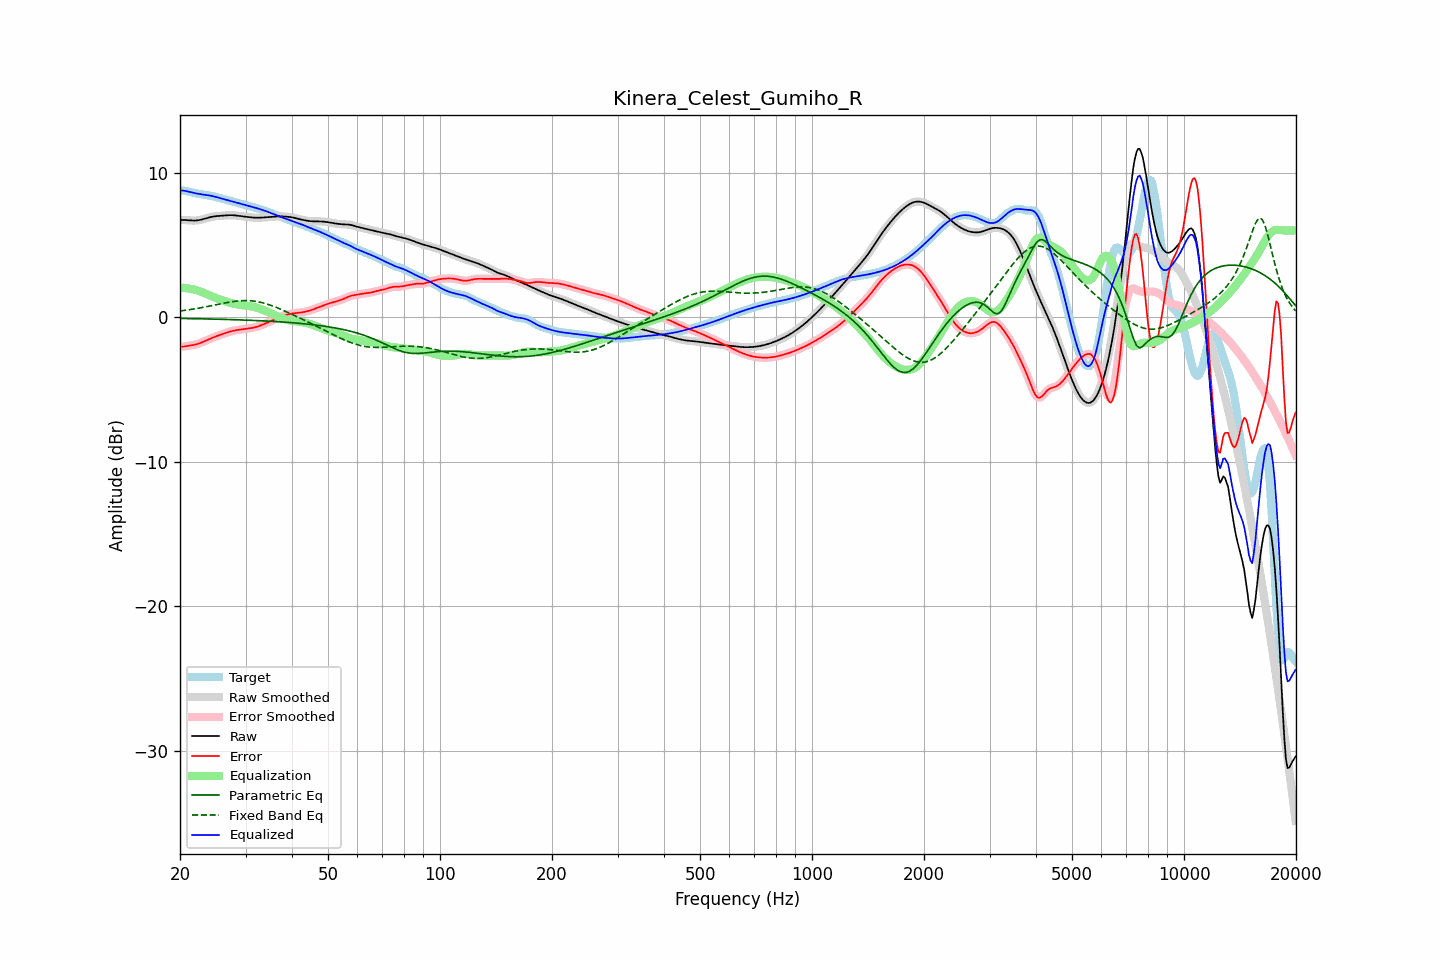 Kinera_Celest_Gumiho_R
10
0
−10
−20
−30
Amplitude (dBr)
Target
Raw Smoothed
Error Smoothed
Raw
Error
Equalization
Parametric Eq
Fixed Band Eq
Equalized
20 50 100 200 500 1000 2000 5000 10000 20000
Frequency (Hz)